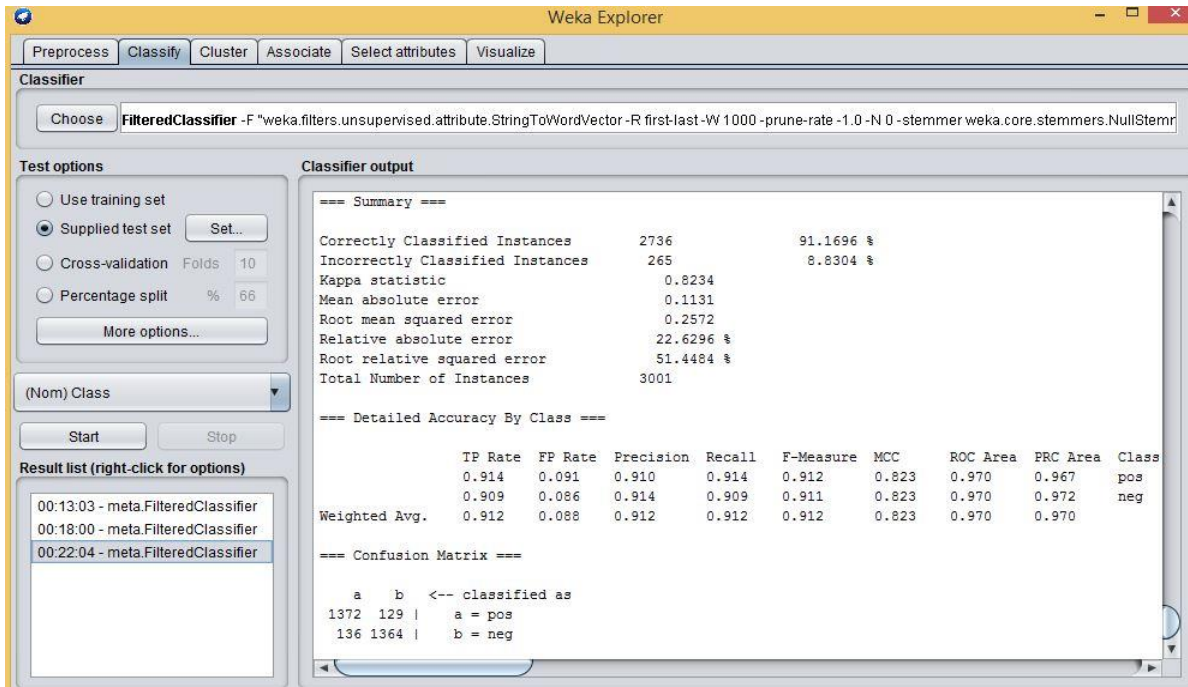 Weka Explorer
Preprocess Classify Cluster Associate Select attributes Visualize
Classifier
Choose FilteredClassifier -F "weka.filters.unsupervised.attribute.StringToWordVector -R first-last -W 1000 -prune-rate -1.0 -N 0 -stemmer weka.core.stemmers.NullStemr
Test options
Use training set
Supplied test set Set...
Cross-validation Folds 10
Percentage split % 66
More options...
(Nom) Class
Start Stop
Result list (right-click for options)
00:13:03 - meta.FilteredClassifier
00:18:00 - meta.FilteredClassifier
00:22:04 - meta.FilteredClassifier
Classifier output
=== Summary ===
Correctly Classified Instances 2736 91.1696 %
Incorrectly Classified Instances 265 8.8304 %
Kappa statistic 0.8234
Mean absolute error 0.1131
Root mean squared error 0.2572
Relative absolute error 22.6296 %
Root relative squared error 51.4484 %
Total Number of Instances 3001
=== Detailed Accuracy By Class ===
TP Rate FP Rate Precision Recall F-Measure MCC ROC Area PRC Area Class
0.914 0.091 0.910 0.914 0.912 0.823 0.970 0.967 pos
0.909 0.086 0.914 0.909 0.911 0.823 0.970 0.972 neg
Weighted Avg. 0.912 0.088 0.912 0.912 0.912 0.823 0.970 0.970
=== Confusion Matrix ===
a b <-- classified as
1372 129 | a = pos
136 1364 | b = neg